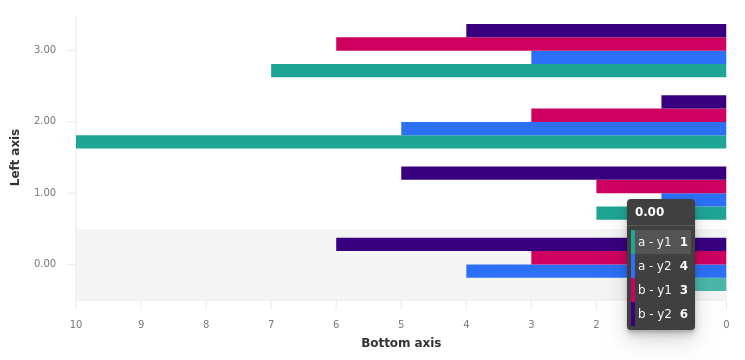 3.00
2.00
1.00
0.00
Left axis
0.00
a - y1 1
a - y2 4
b - y1 3
b - y2 6
10 9 8 7 6 5 4 3 2 0
Bottom axis